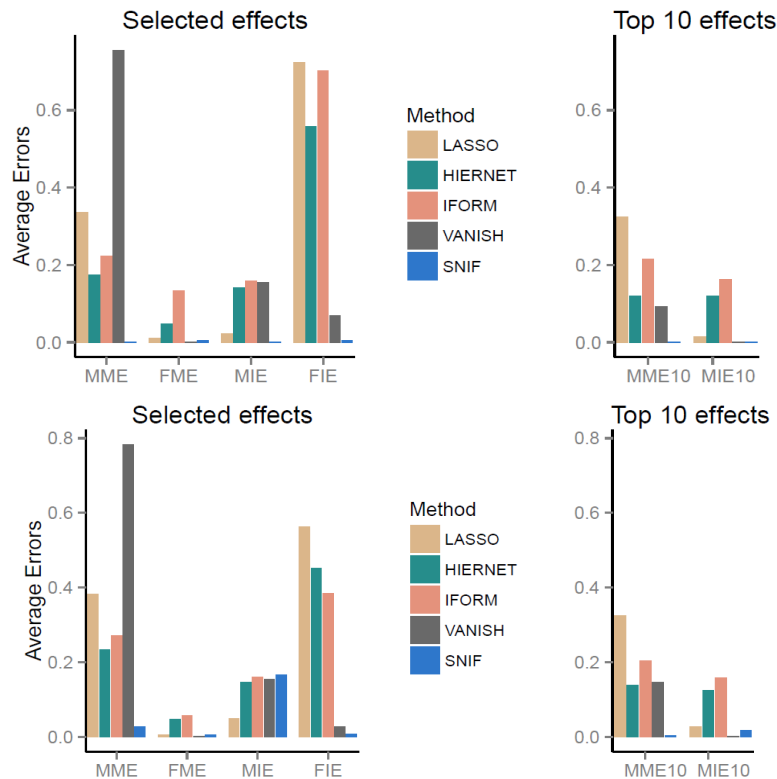 Selected effects
Top 10 effects
Average Errors
0.6
0.4
0.2
0.0
MME FME MIE FIE
Method
LASSO
HIERNET
IFORM
VANISH
SNIF
0.6
0.4
0.2
0.0
MME10 MIE10
Selected effects
Top 10 effects
Average Errors
0.8
0.6
0.4
0.2
0.0
MME FME MIE FIE
Method
LASSO
HIERNET
IFORM
VANISH
SNIF
0.8
0.6
0.4
0.2
0.0
MME10 MIE10